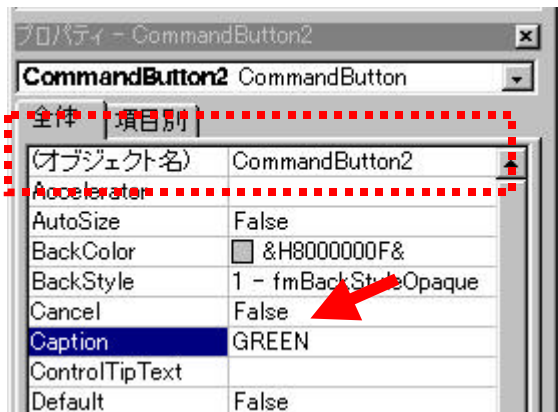 プロパティ - CommandButton2
CommandButton2 CommandButton
全体 項目別
(オブジェクト名) CommandButton2
Accelerator
AutoSize False
BackColor &H8000000F&
BackStyle 1 - fmBackStyleOpaque
Cancel False
Caption GREEN
ControlTipText
Default False